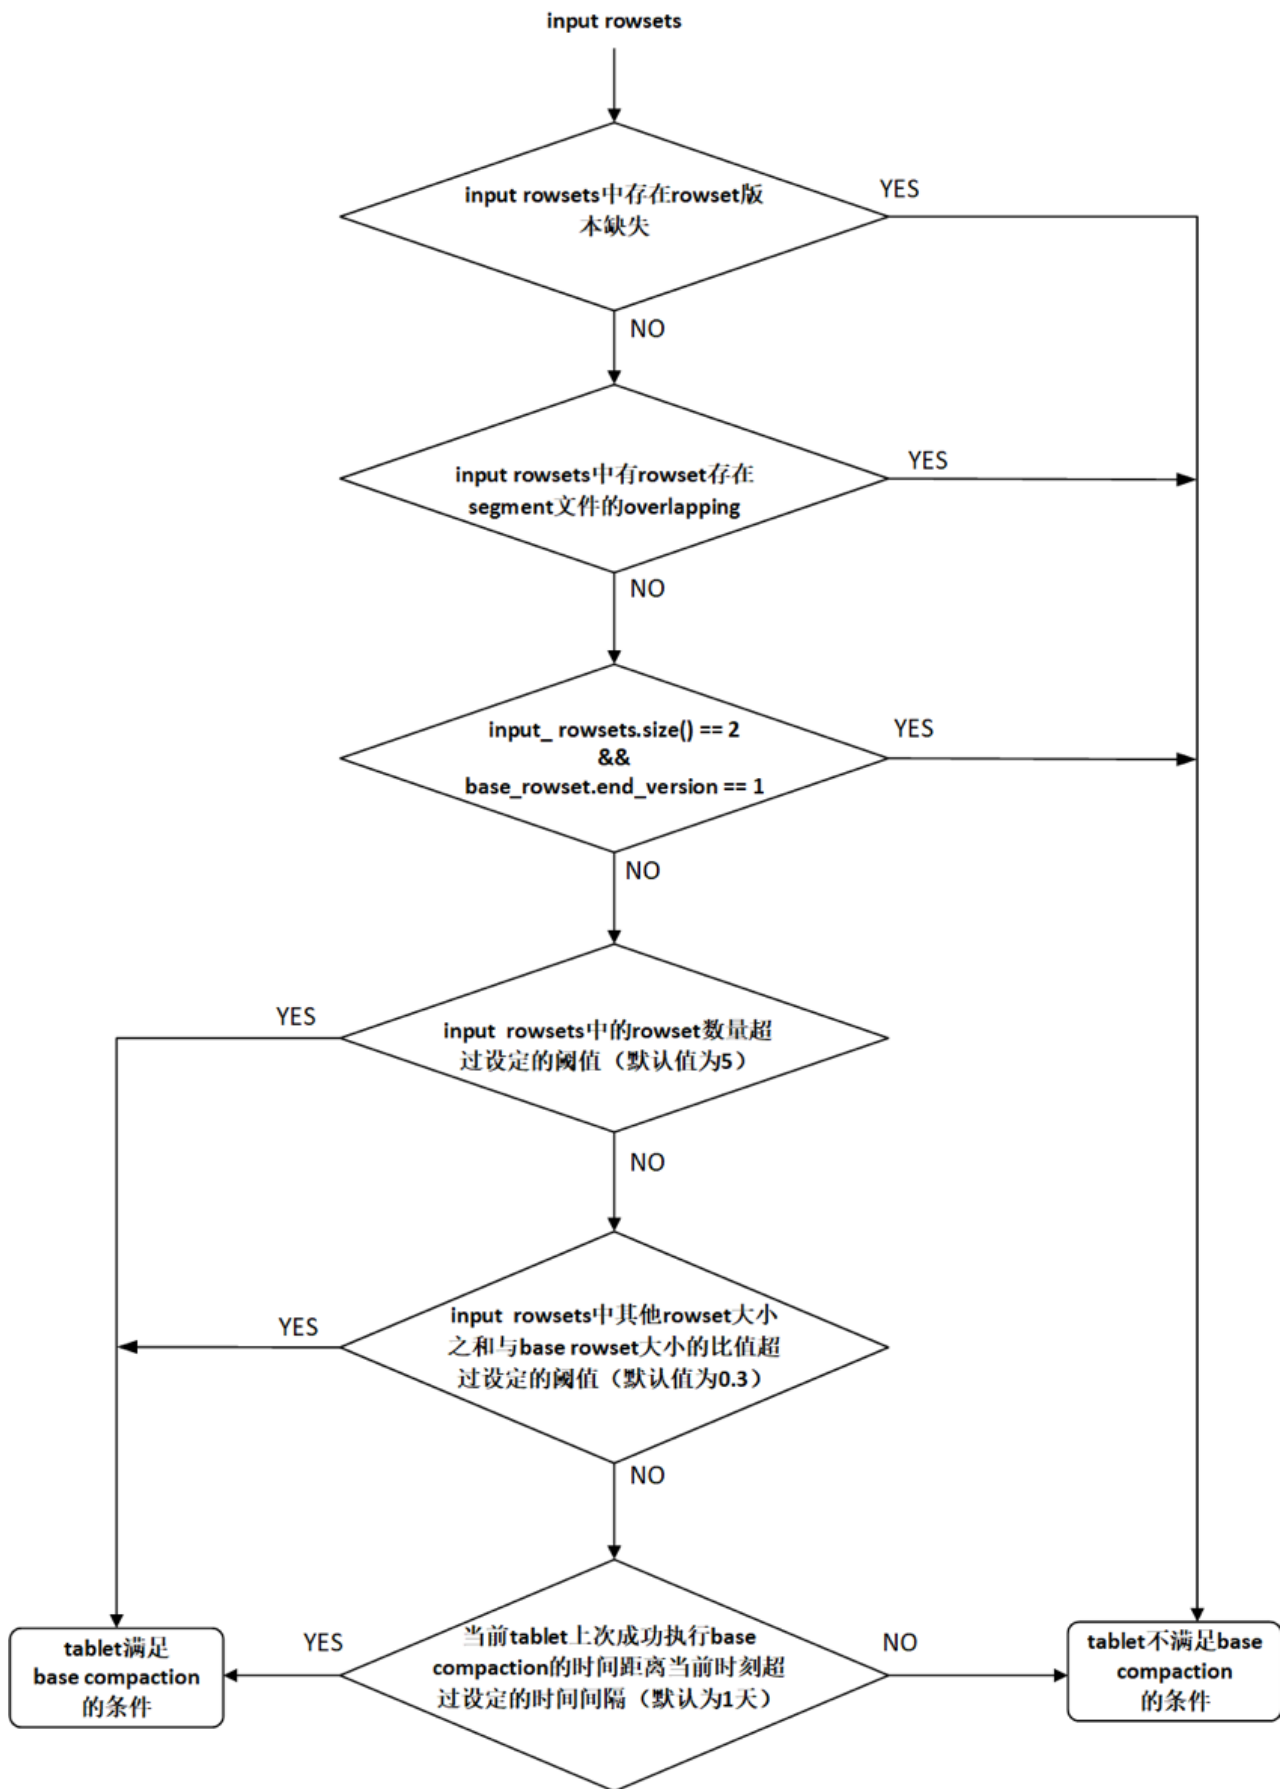 input rowsets
input rowsets中存在rowset版
本缺失
YES
NO
input rowsets中有rowset存在
segment文件的overlapping
YES
NO
input_ rowsets.size() == 2
&&
base_rowset.end_version == 1
YES
NO
YES
input rowsets中的rowset数量超
过设定的阈值（默认值为5）
NO
YES
input rowsets中其他rowset大小
之和与base rowset大小的比值超
过设定的阈值（默认值为0.3）
NO
tablet满足
base compaction
的条件
YES
当前tablet上次成功执行base
compaction的时间距离当前时刻超
过设定的时间间隔（默认为1天）
NO
tablet不满足base
compaction
的条件